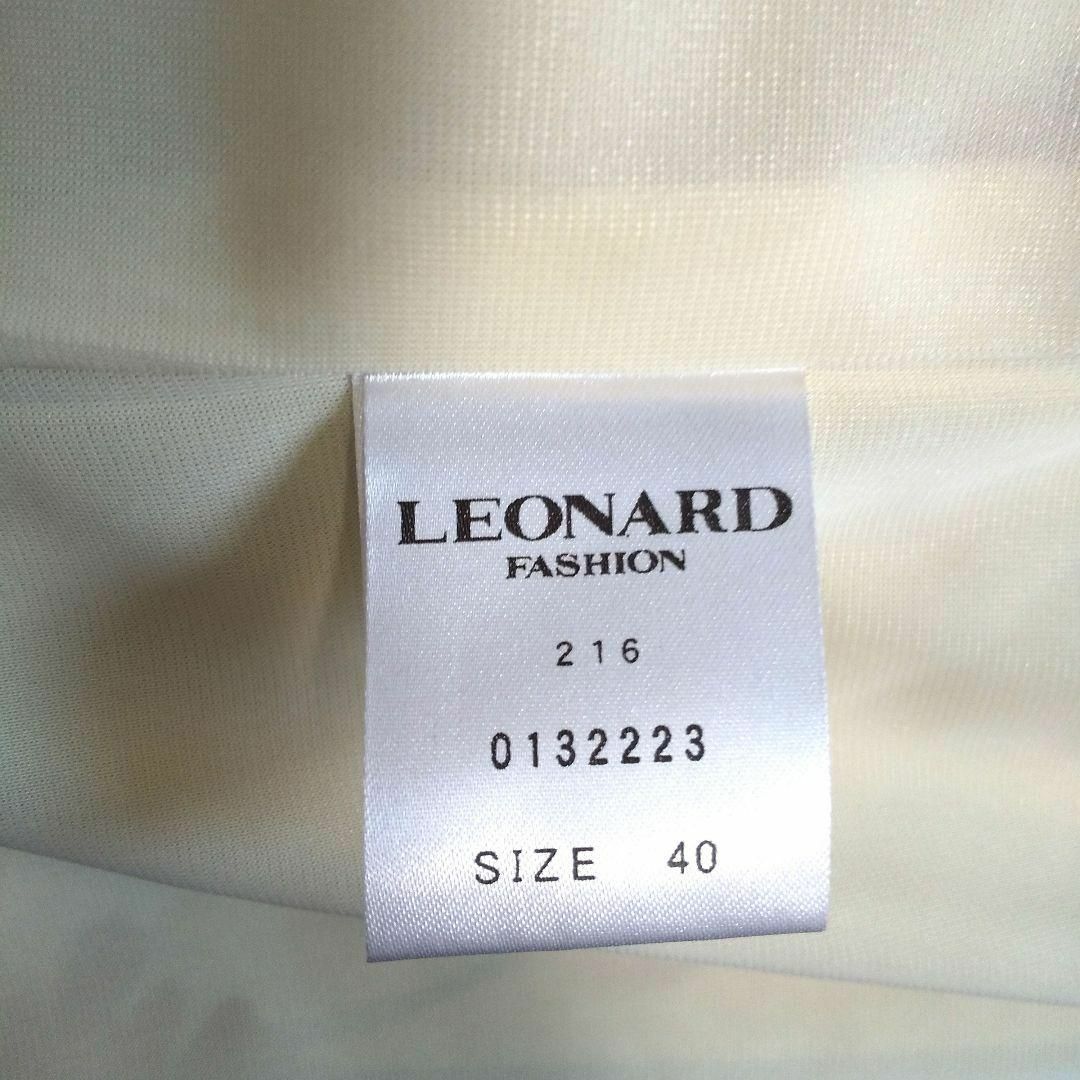 LEONARD
FASHION
216
0132223
SIZE 40